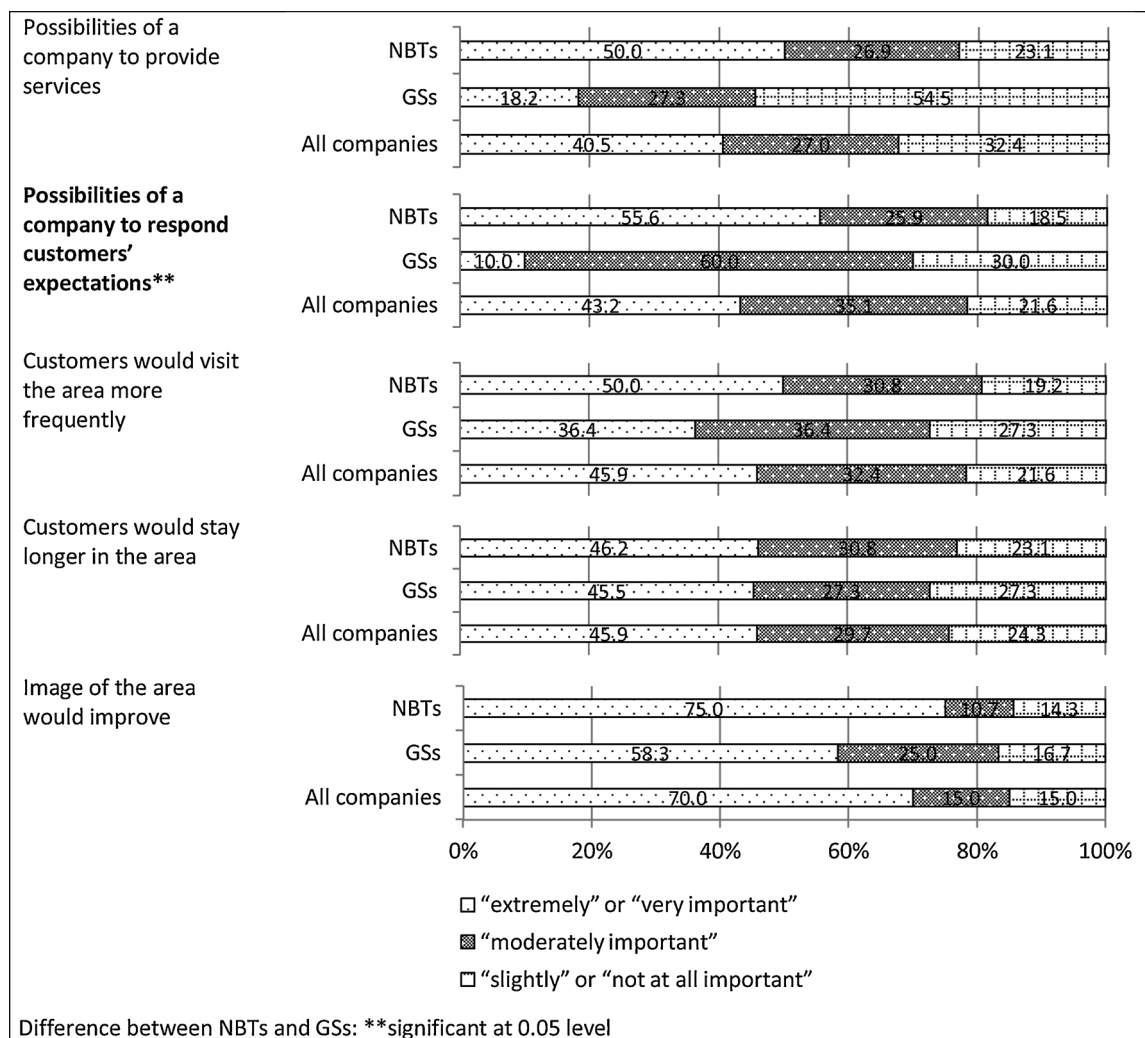 Possibilities of a
company to provide
services
NBTs
50.0 26.9 23.1
GSs
18.2 27.3 54.5
All companies
40.5 27.0 32.4
Possibilities of a
company to respond
customers’
expectations**
NBTs
55.6 25.9 18.5
GSs
10.0 60.0 30.0
All companies
43.2 35.1 21.6
Customers would visit
the area more
frequently
NBTs
50.0 30.8 19.2
GSs
36.4 36.4 27.3
All companies
45.9 32.4 21.6
Customers would stay
longer in the area
NBTs
46.2 30.8 23.1
GSs
45.5 27.3 27.3
All companies
45.9 29.7 24.3
Image of the area
would improve
NBTs
75.0 10.7 14.3
GSs
58.3 25.0 16.7
All companies
70.0 15.0 15.0
0% 20% 40% 60% 80% 100%
“extremely” or “very important”
“moderately important”
“slightly” or “not at all important”
Difference between NBTs and GSs: **significant at 0.05 level